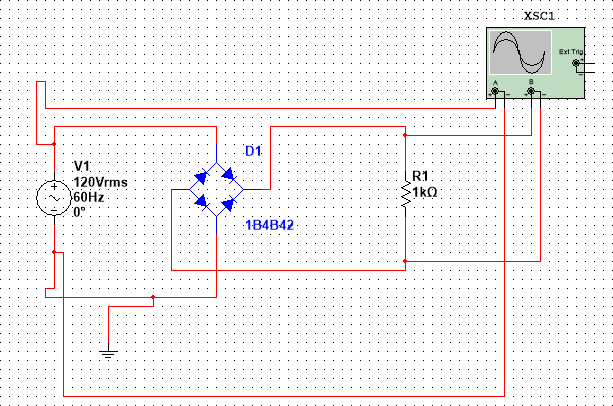 XSC1
Ext Trig
+
-
A
B
+ - + -
D1
V1
120Vrms
60Hz
0°
R1
1kΩ
1B4B42